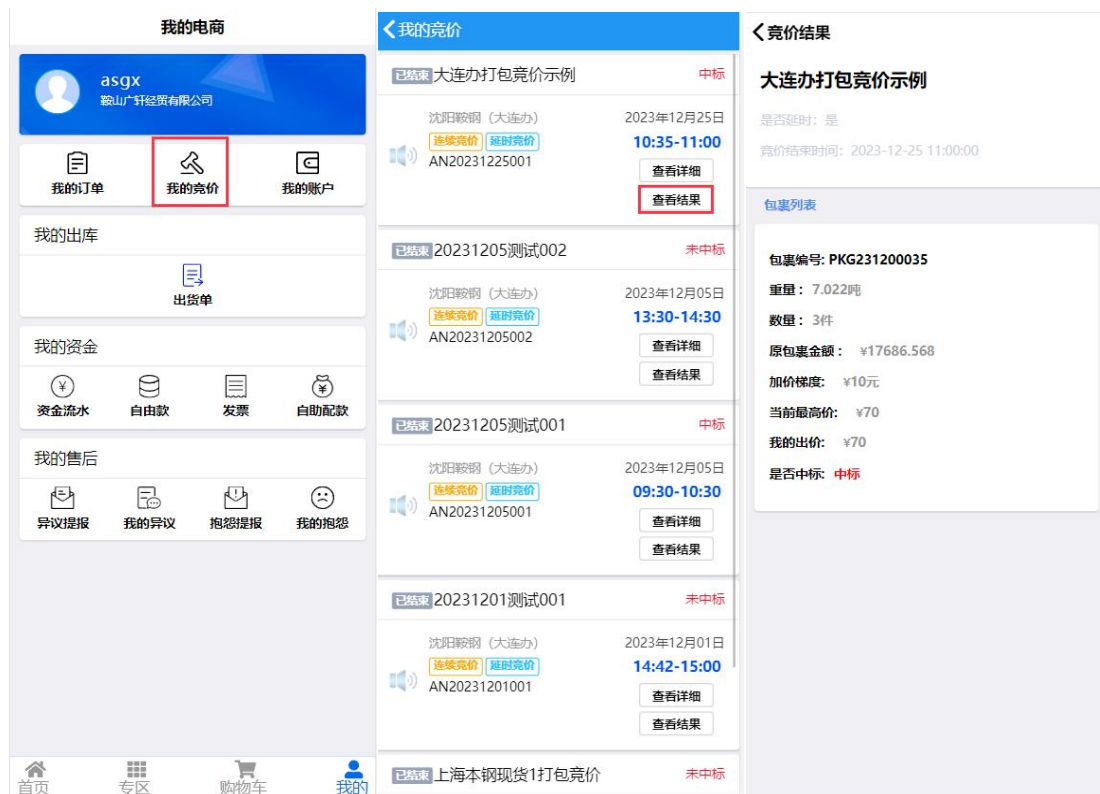 我的电商
asgx
鞍山广轩经贸有限公司
我的订单
我的竞价
我的账户
我的出库
出货单
我的资金
资金流水
自由款
发票
自助配款
我的售后
异议提报
我的异议
抱怨提报
我的抱怨
首页
专区
购物车
我的
我的竞价
已结束 大连办打包竞价示例 中标
沈阳鞍钢（大连办） 2023年12月25日
连续竞价 延时竞价 10:35-11:00
AN20231225001
查看详细
查看结果
已结束 20231205测试002 未中标
沈阳鞍钢（大连办） 2023年12月05日
连续竞价 延时竞价 13:30-14:30
AN20231205002
查看详细
查看结果
已结束 20231205测试001 中标
沈阳鞍钢（大连办） 2023年12月05日
连续竞价 延时竞价 09:30-10:30
AN20231205001
查看详细
查看结果
已结束 20231201测试001 未中标
沈阳鞍钢（大连办） 2023年12月01日
连续竞价 延时竞价 14:42-15:00
AN20231201001
查看详细
查看结果
已结束 上海本钢现货1打包竞价 未中标
竞价结果
大连办打包竞价示例
是否延时：是
竞价结束时间：2023-12-25 11:00:00
包裹列表
包裹编号: PKG231200035
重量： 7.022吨
数量： 3件
原包裹金额： ¥17686.568
加价梯度: ¥10元
当前最高价: ¥70
我的出价: ¥70
是否中标: 中标